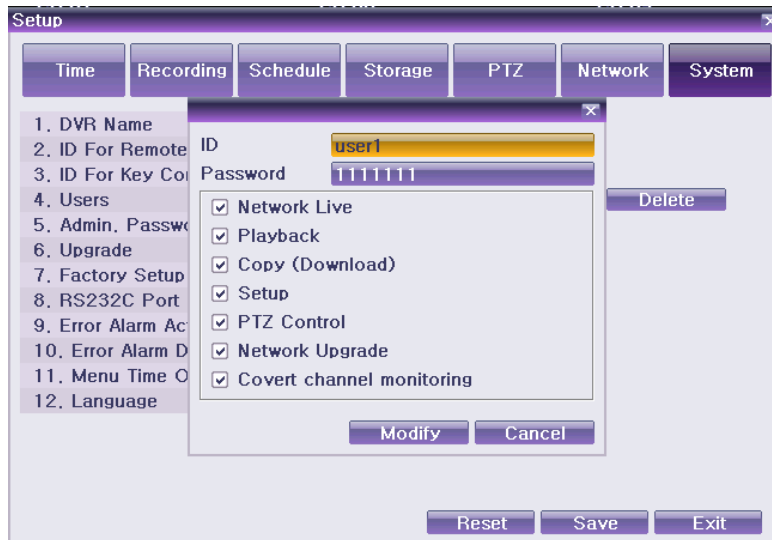 Setup
Time Recording Schedule Storage PTZ Network System
1. DVR Name
2. ID For Remote
3. ID For Key
4. Users
5. Admin.
6. Upgrade
7. Factory Setup
8. RS232C Port
9. Error Alarm
10. Error Alarm
11. Menu Time
12. Language
ID user1
Password 1111111
Network Live
Playback
Copy (Download)
Setup
PTZ Control
Network Upgrade
Covert channel monitoring
Modify Cancel
Delete
Reset Save Exit